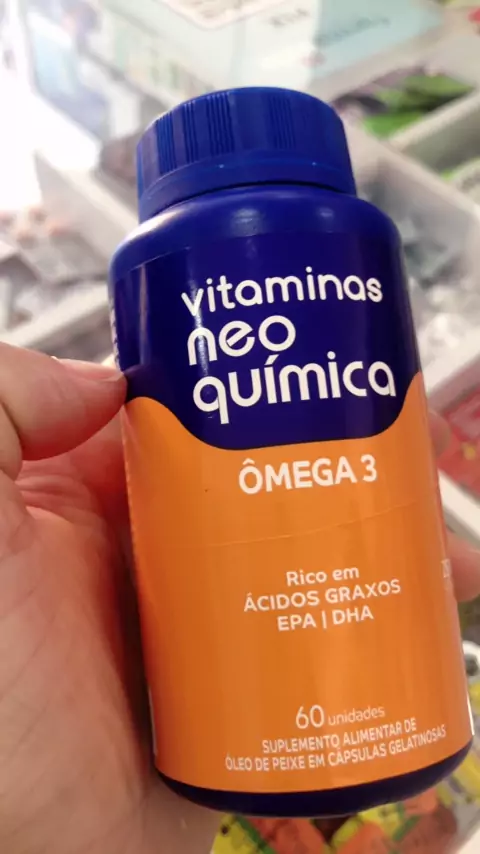 vitaminas
neo
química
ÔMEGA 3
Rico em
ÁCIDOS GRAXOS
EPA | DHA
60 unidades
SUPLEMENTO ALIMENTAR DE
ÓLEO DE PEIXE EM CÁPSULAS GELATINOSAS